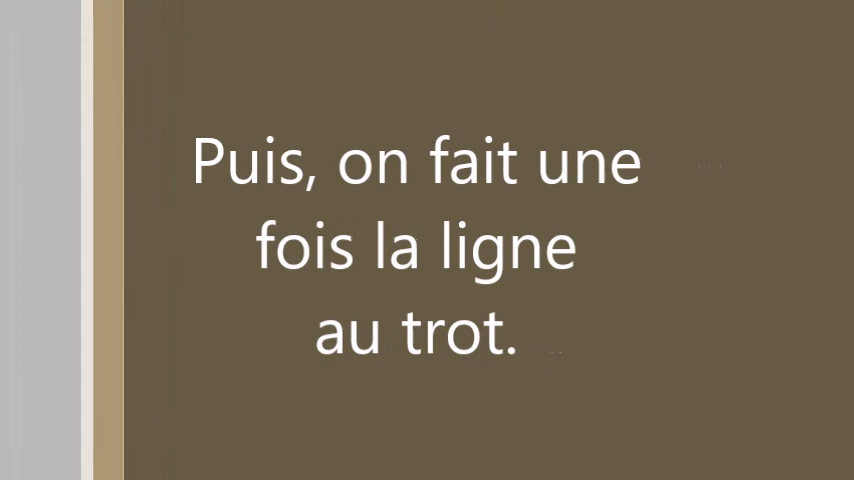 Puis, on fait une
fois la ligne
au trot.